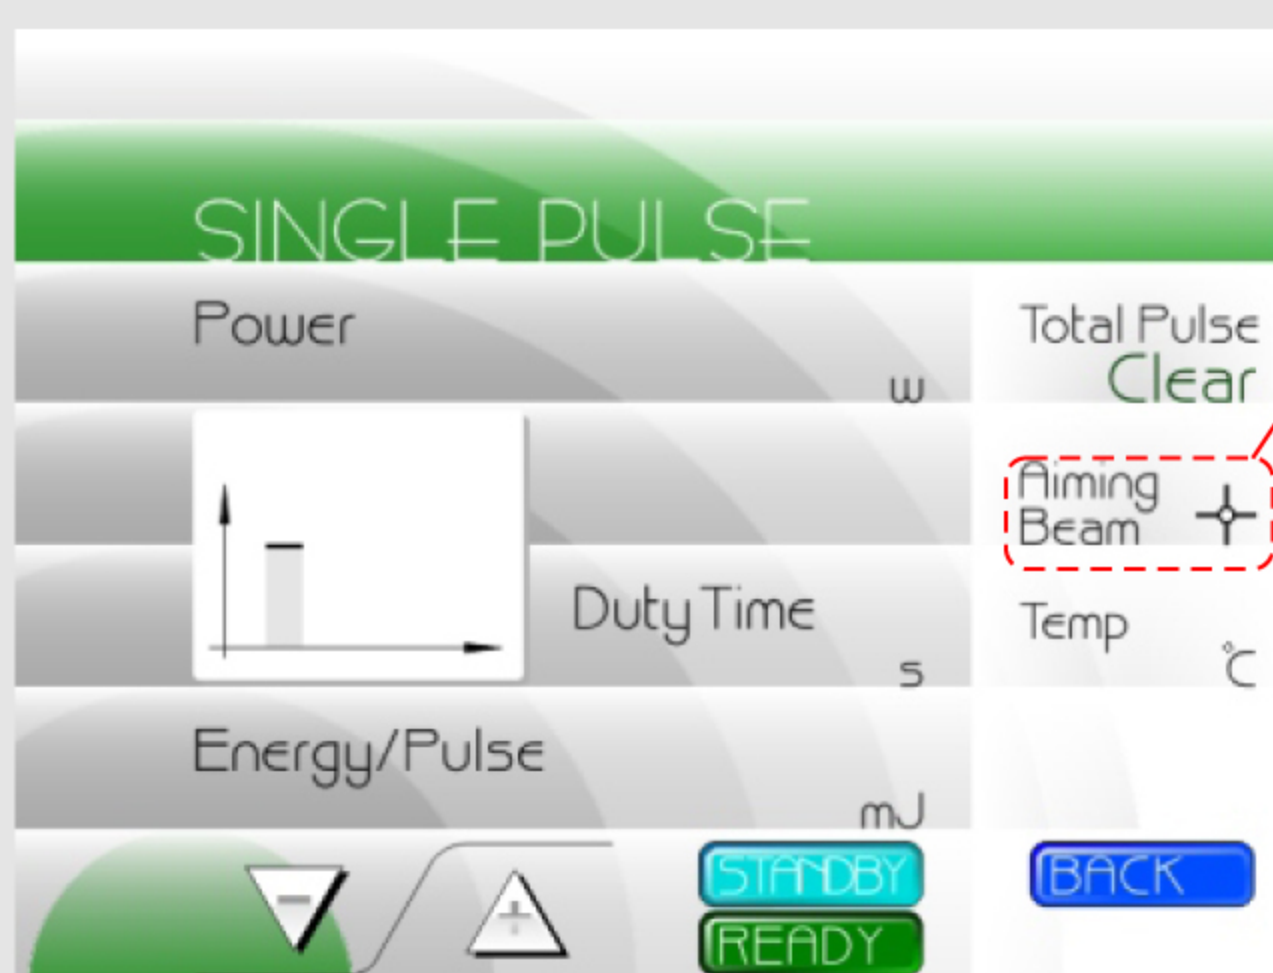 SINGLE PULSE
Power
W
Total Pulse
Clear
Aiming
Beam
Duty Time
s
Temp
°C
Energy/Pulse
mJ
- + STANDBY BACK
READY